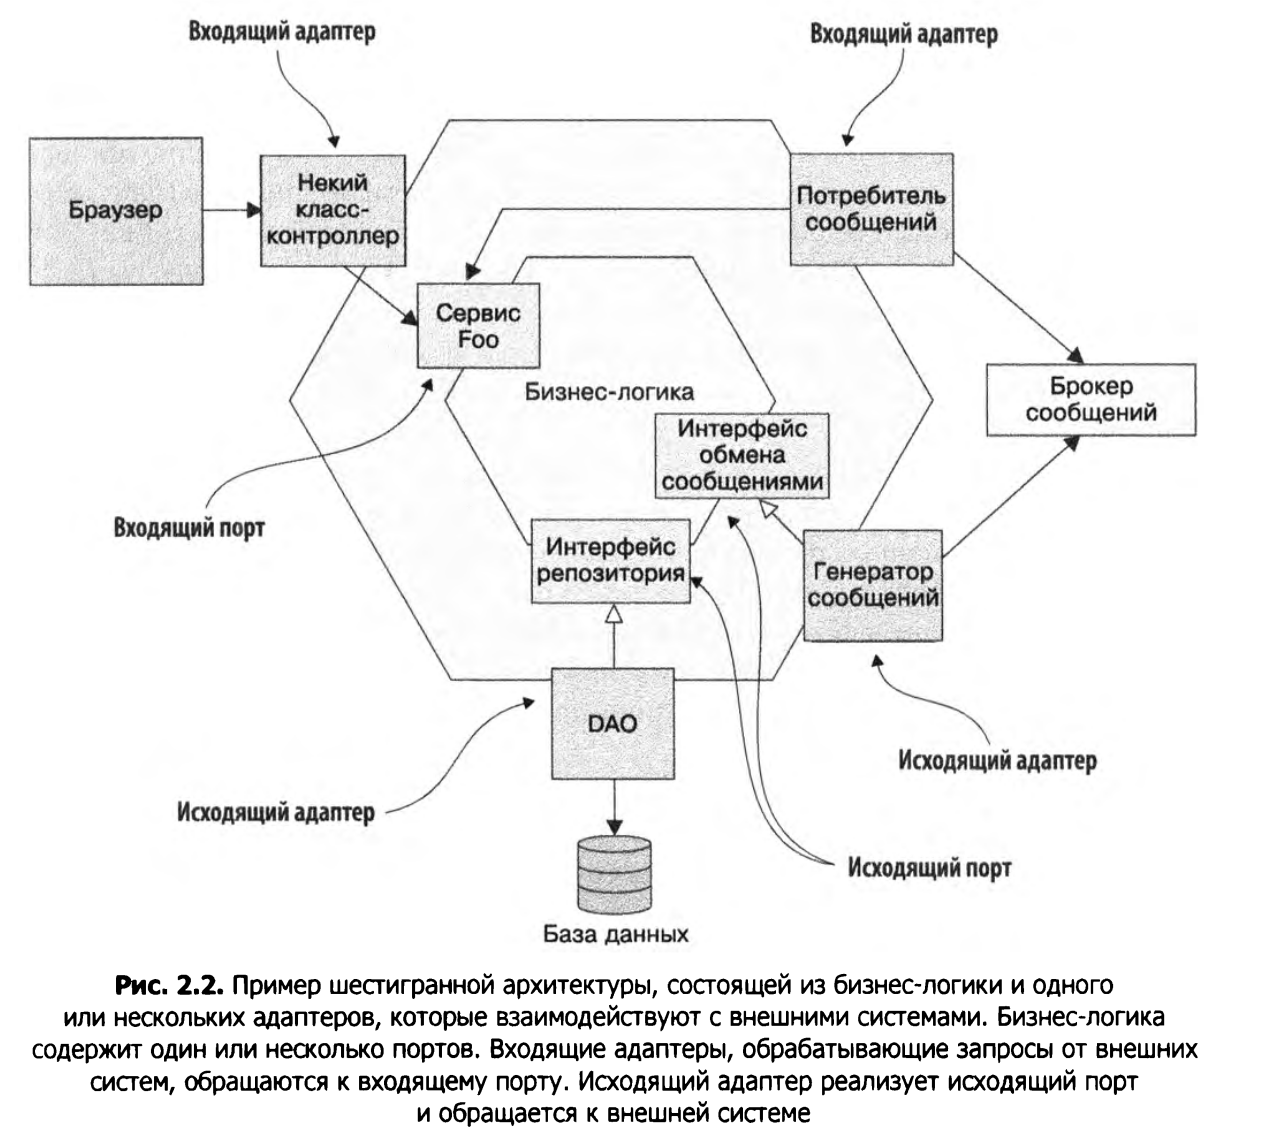 Входящий адаптер
Входящий адаптер
Браузер
Некий
класс-
контроллер
Потребитель
сообщений
Сервис
Foo
Бизнес-логика
Брокер
сообщений
Интерфейс
обмена
сообщениями
Входящий порт
Интерфейс
репозитория
Генератор
сообщений
DAO
Исходящий адаптер
Исходящий адаптер
Исходящий порт
База данных
Рис. 2.2. Пример шестигранной архитектуры, состоящей из бизнес-логики и одного
или нескольких адаптеров, которые взаимодействуют с внешними системами. Бизнес-логика
содержит один или несколько портов. Входящие адаптеры, обрабатывающие запросы от внешних
систем, обращаются к входящему порту. Исходящий адаптер реализует исходящий порт
и обращается к внешней системе